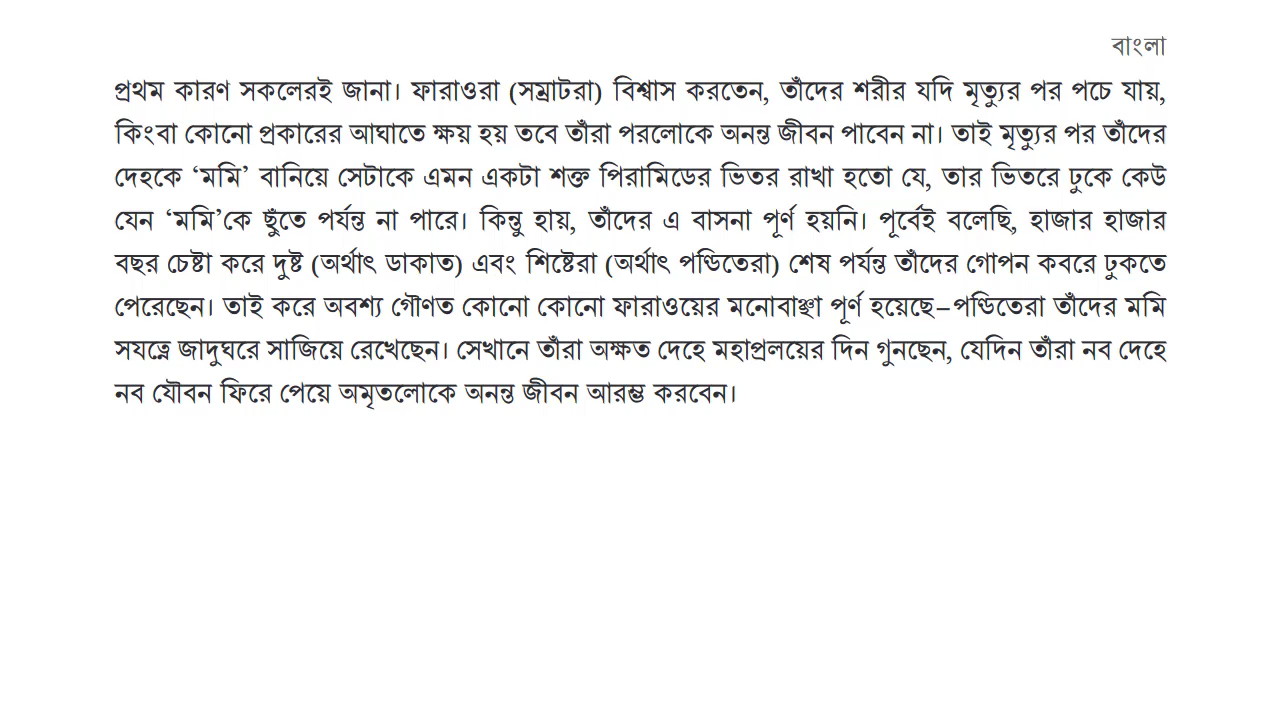 বাংলা
প্রথম কারণ সকলেরই জানা। ফারাওরা (সম্রাটরা) বিশ্বাস করতেন, তাঁদের শরীর যদি মৃত্যুর পর পচে যায়,
কিংবা কোনো প্রকারের আঘাতে ক্ষয় হয় তবে তাঁরা পরলোকে অনন্ত জীবন পাবেন না। তাই মৃত্যুর পর তাঁদের
দেহকে ‘মমি’ বানিয়ে সেটাকে এমন একটা শক্ত পিরামিডের ভিতর রাখা হতো যে, তার ভিতরে ঢুকে কেউ
যেন ‘মমি’কে ছুঁতে পর্যন্ত না পারে। কিন্তু হায়, তাঁদের এ বাসনা পূর্ণ হয়নি। পূর্বেই বলেছি, হাজার হাজার
বছর চেষ্টা করে দুষ্ট (অর্থাৎ ডাকাত) এবং শিষ্টেরা (অর্থাৎ পণ্ডিতেরা) শেষ পর্যন্ত তাঁদের গোপন কবরে ঢুকতে
পেরেছেন। তাই করে অবশ্য গৌণত কোনো কোনো ফারাওয়ের মনোবাঞ্ছা পূর্ণ হয়েছে–পণ্ডিতেরা তাঁদের মমি
সযত্নে জাদুঘরে সাজিয়ে রেখেছেন। সেখানে তাঁরা অক্ষত দেহে মহাপ্রলয়ের দিন গুনছেন, যেদিন তাঁরা নব দেহে
নব যৌবন ফিরে পেয়ে অমৃতলোকে অনন্ত জীবন আরম্ভ করবেন।